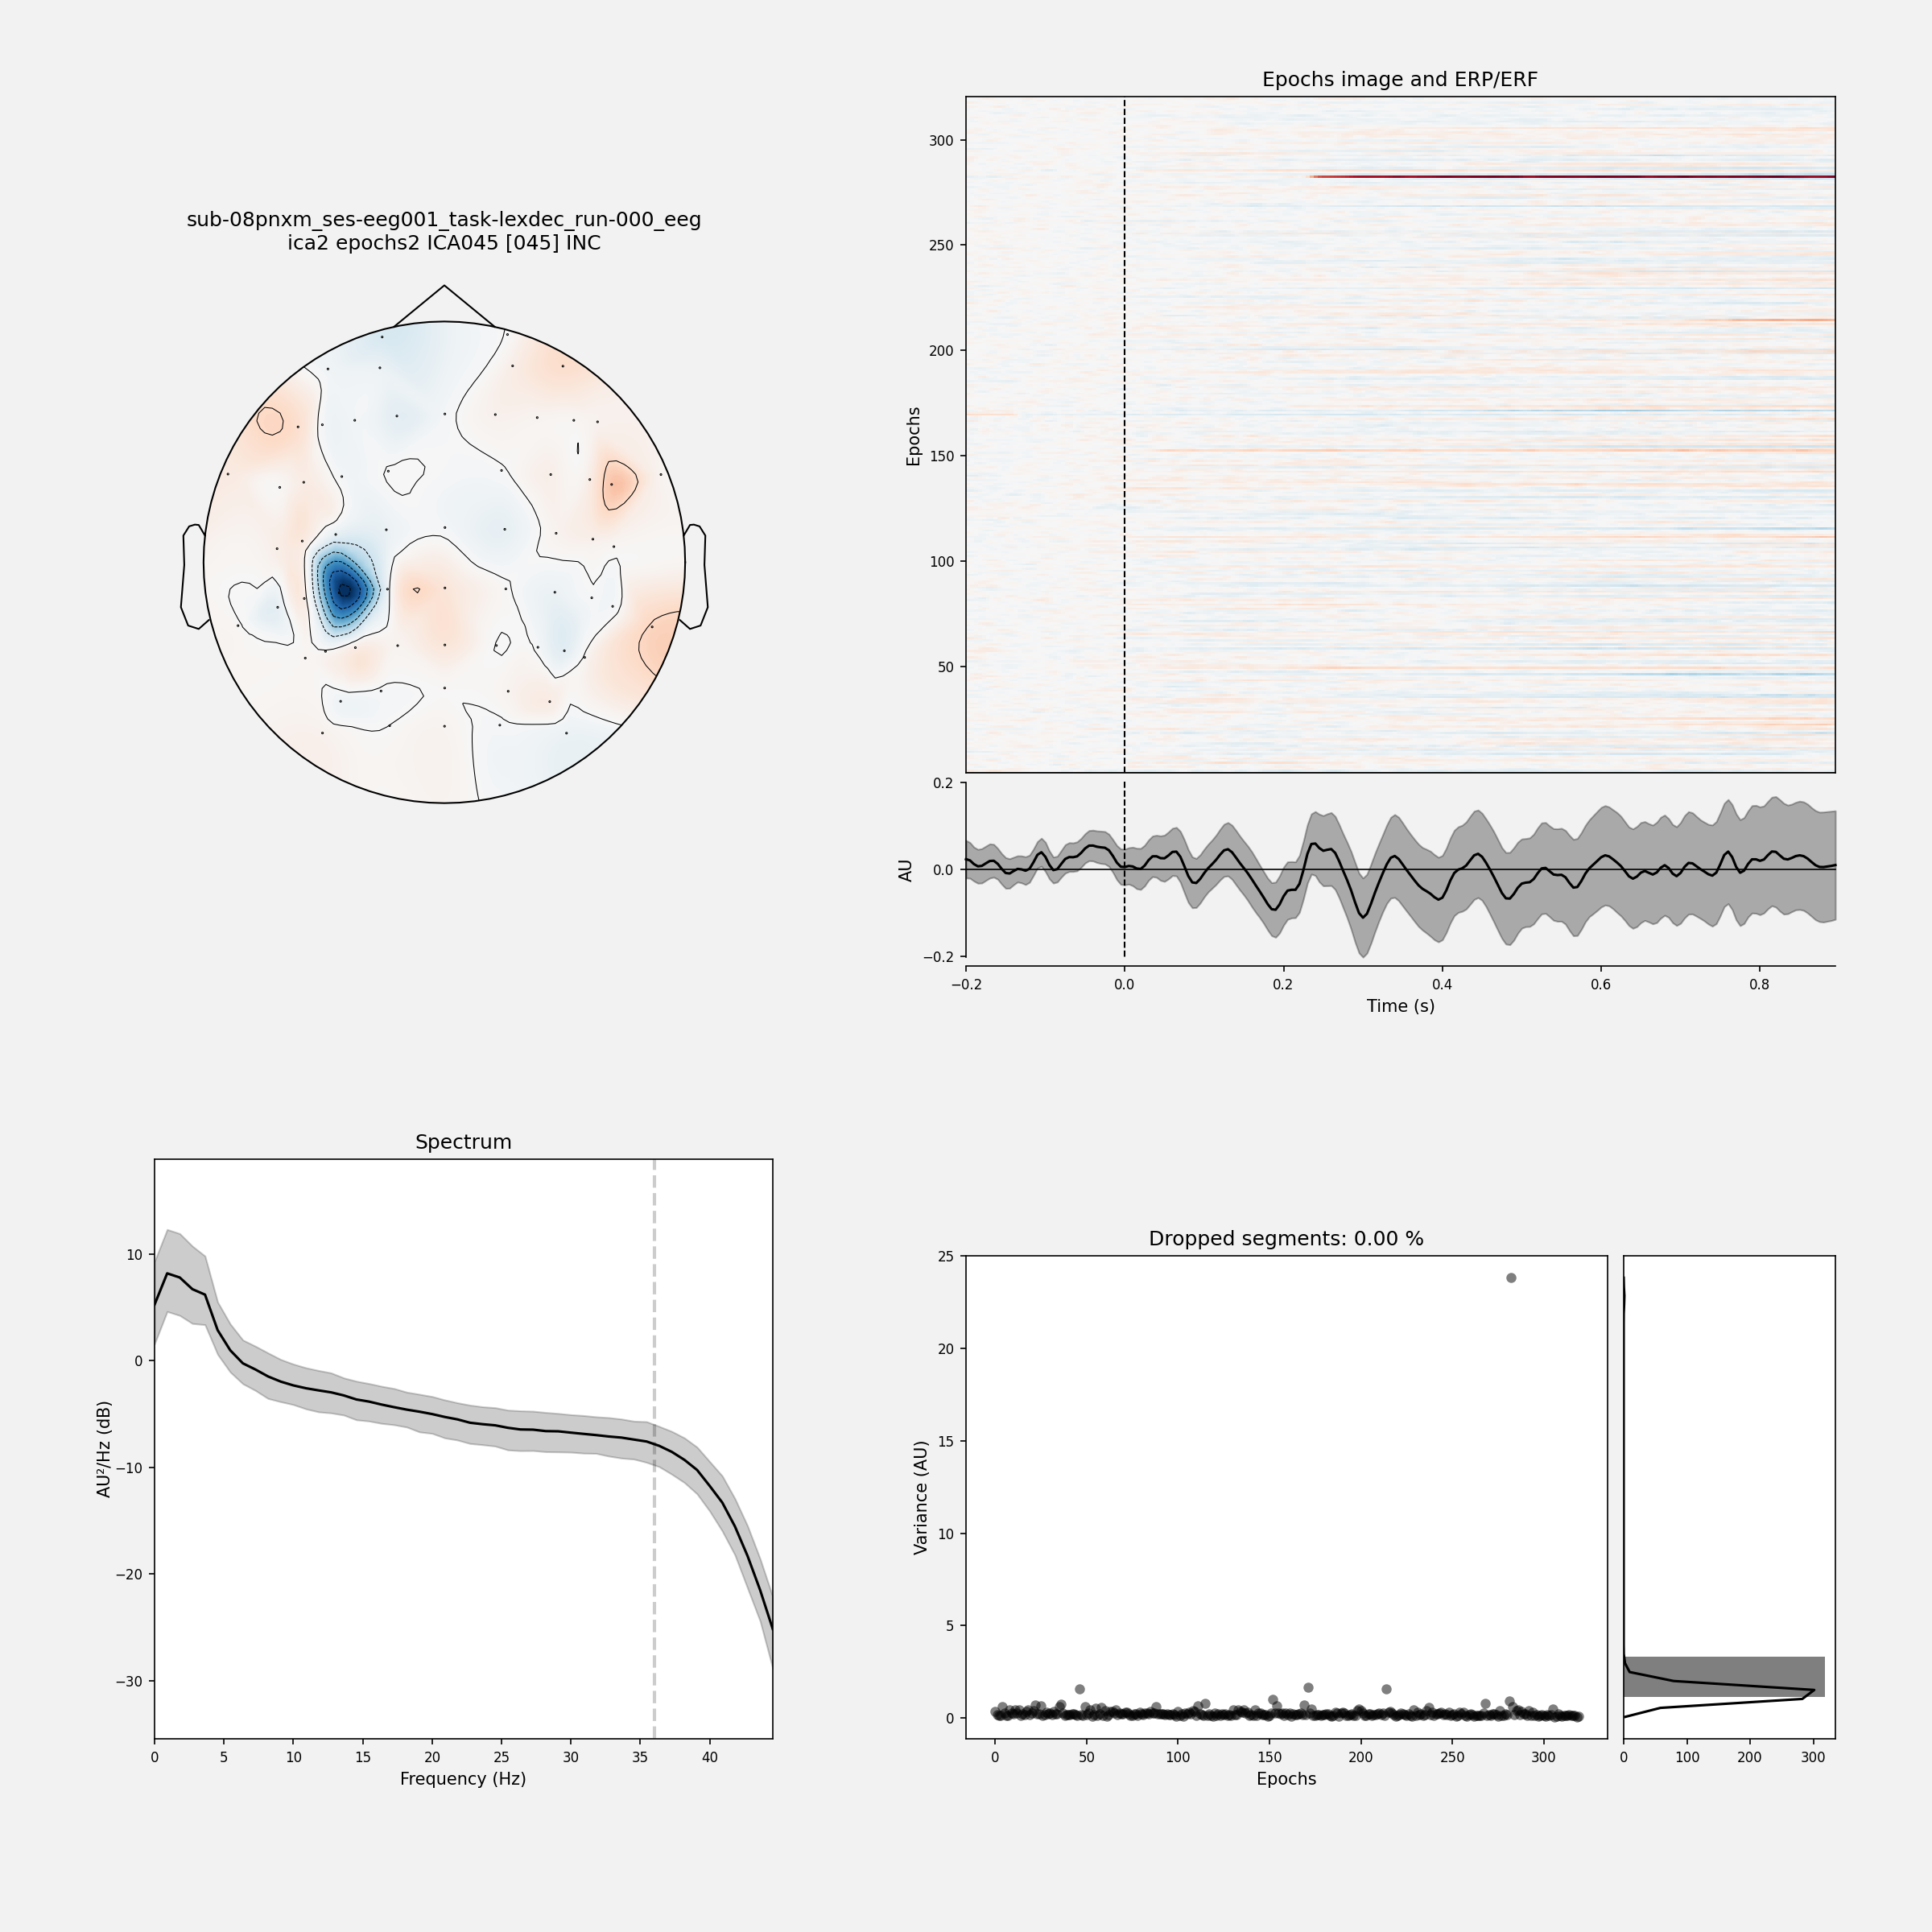 sub-08pnxm_ses-eeg001_task-lexdec_run-000_eeg
ica2 epochs2 ICA045 [045] INC
Epochs image and ERP/ERF
300
250
200
150
100
50
Epochs
0.2
0.0
−0.2
AU
−0.2 0.0 0.2 0.4 0.6 0.8
Time (s)
Spectrum
10
0
−10
−20
−30
AU²/Hz (dB)
0 5 10 15 20 25 30 35 40
Frequency (Hz)
Dropped segments: 0.00 %
25
20
15
10
5
0
Variance (AU)
0 50 100 150 200 250 300
Epochs
0 100 200 300